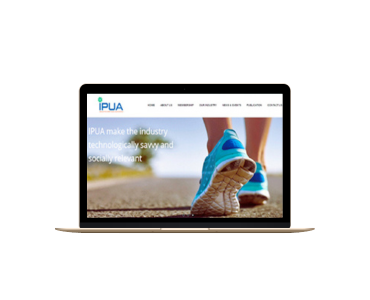 IPUA
HOME ABOUT US MEMBERSHIP OUR INDUSTRY NEWS & EVENTS PUBLICATION CONTACT US
IPUA make the industry
technologically savvy and
socially relevant